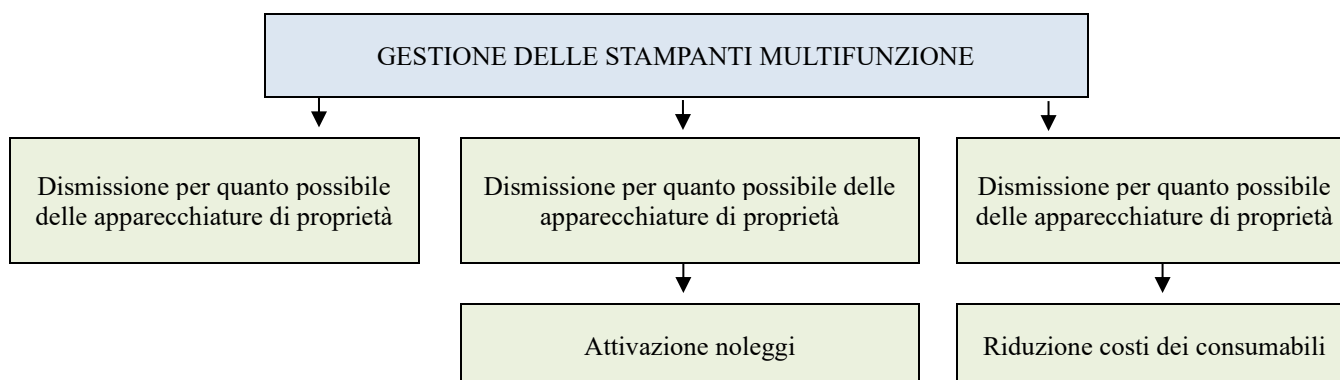 GESTIONE DELLE STAMPANTI MULTIFUNZIONE
Dismissione per quanto possibile
delle apparecchiature di proprietà
Dismissione per quanto possibile delle
apparecchiature di proprietà
Dismissione per quanto possibile
delle apparecchiature di proprietà
Attivazione noleggi
Riduzione costi dei consumabili